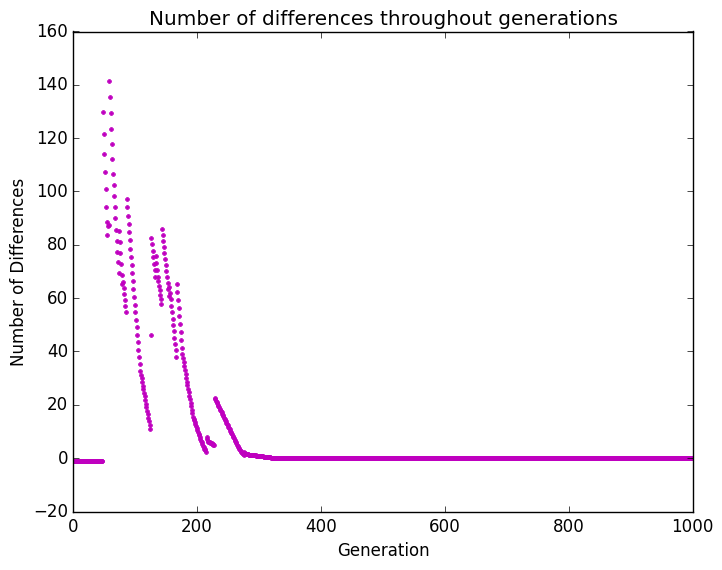 Number of differences throughout generations
160
140
120
100
80
60
40
20
0
−20
Number of Differences
0 200 400 600 800 1000
Generation